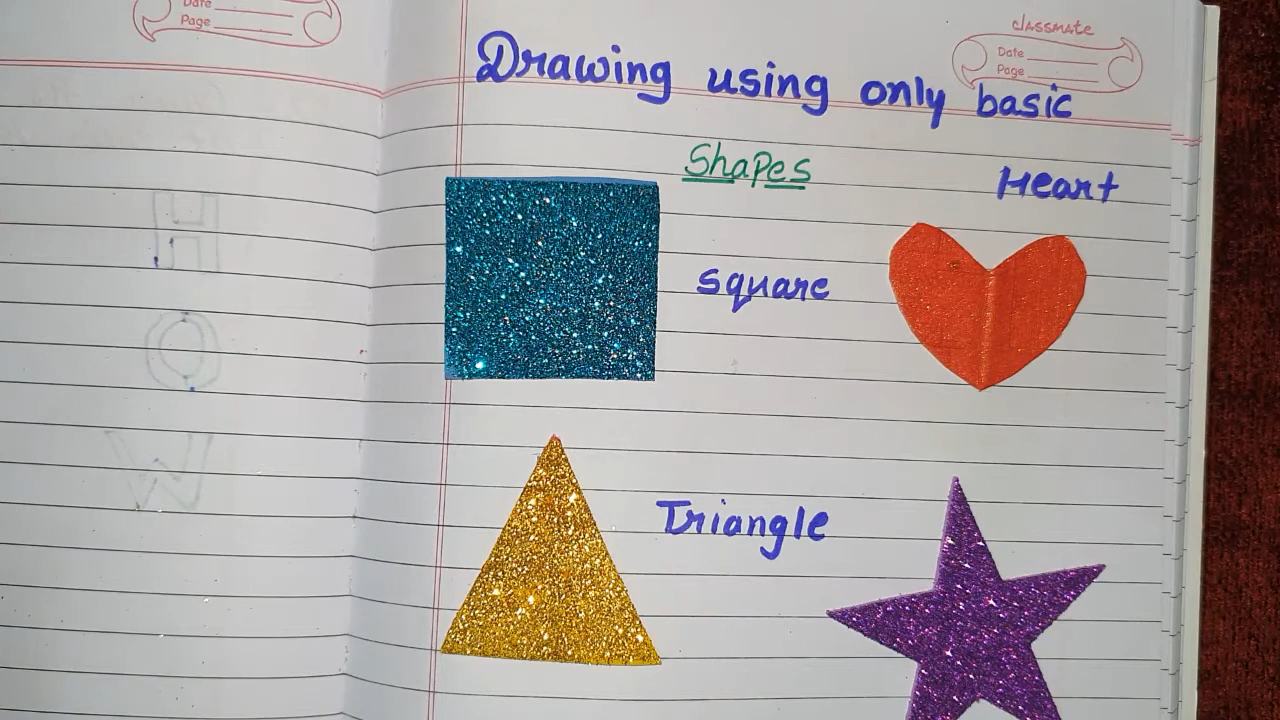 Date
Page
classmate
Date
Page
Drawing using only basic
Shapes
Heart
square
Triangle
H
O
W